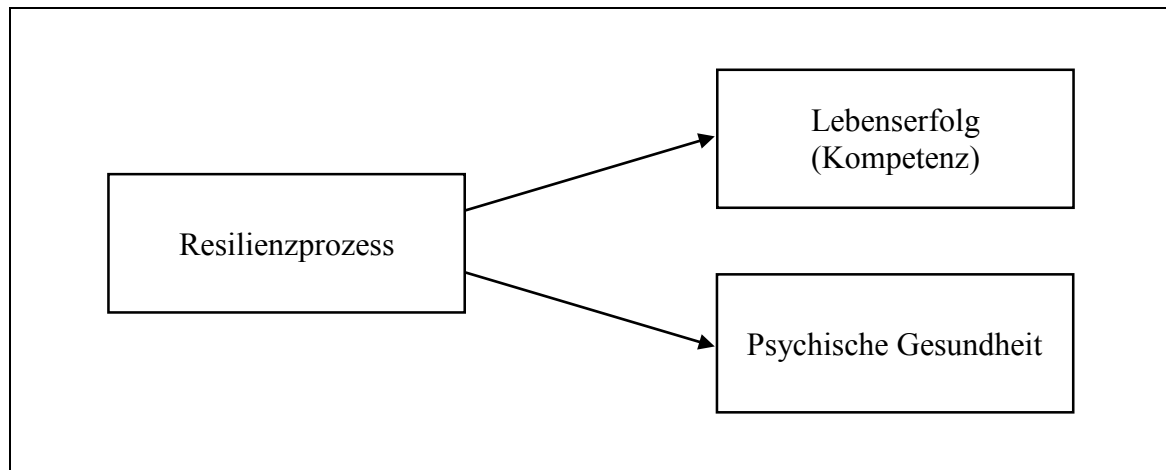 Resilienzprozess
Lebenserfolg
(Kompetenz)
Psychische Gesundheit